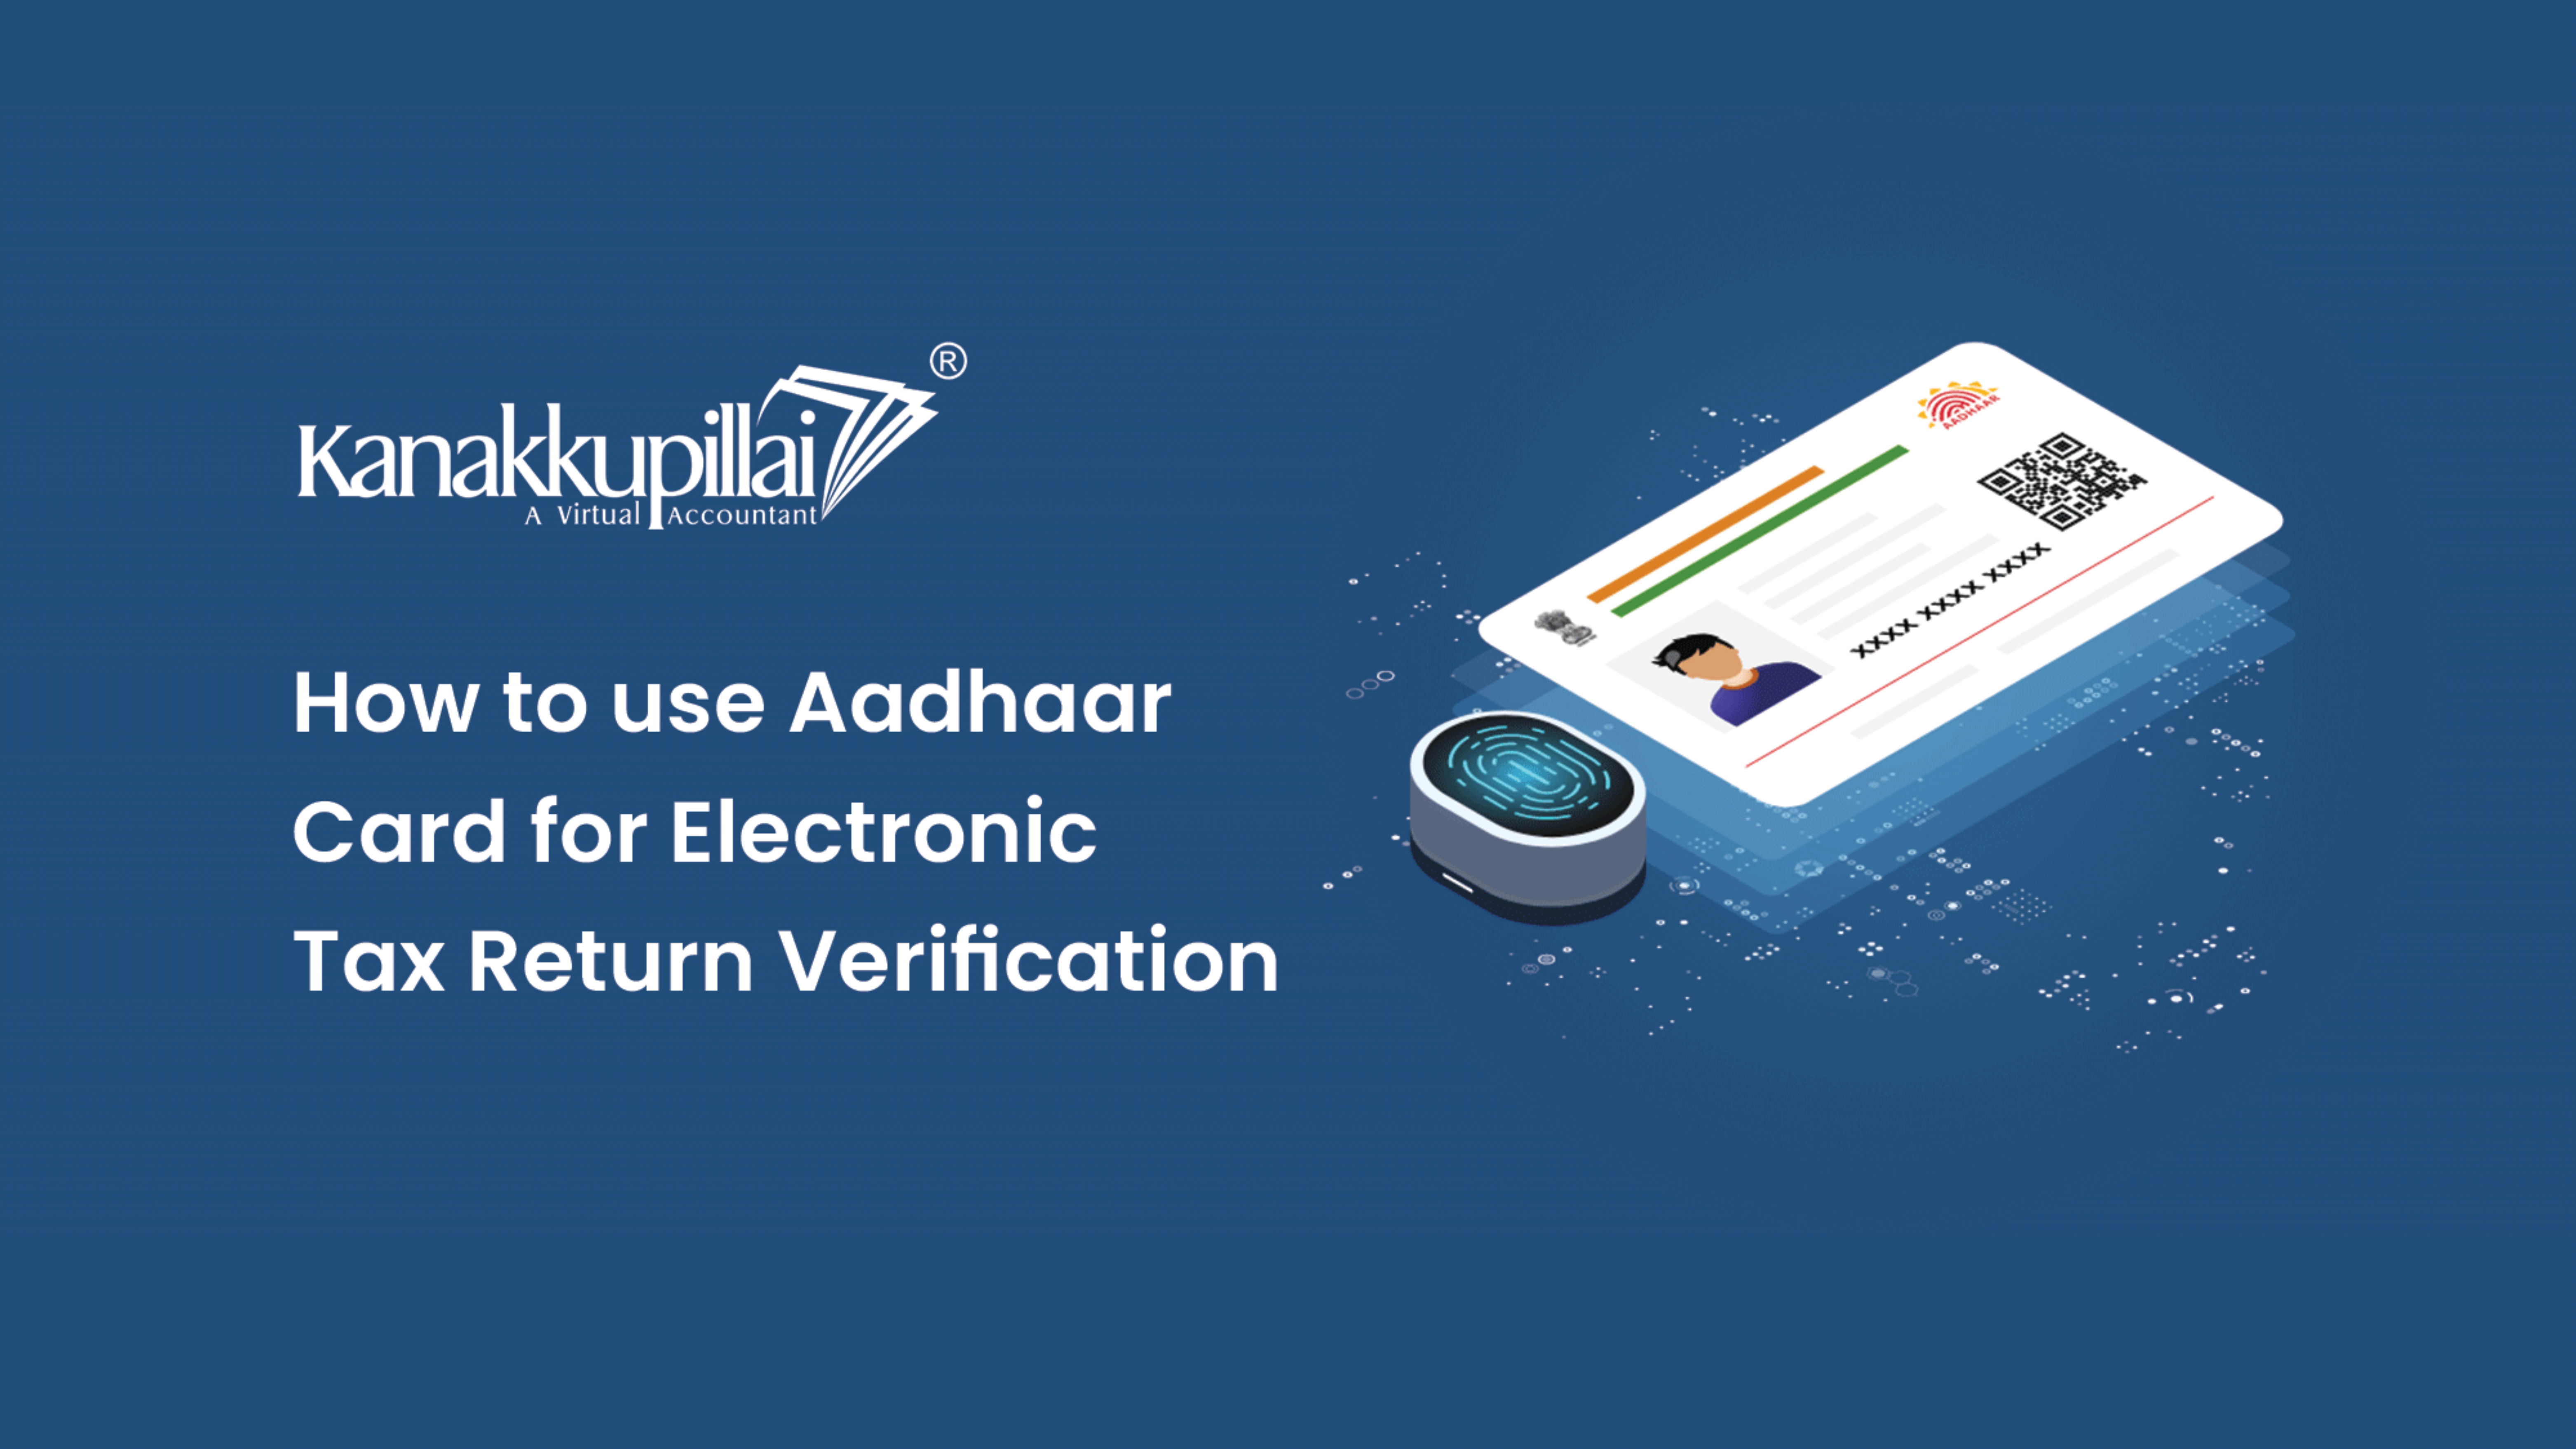 Kanakkupillai ®
A Virtual Accountant
How to use Aadhaar
Card for Electronic
Tax Return Verification
AADHAAR
XXXX XXXX XXXX